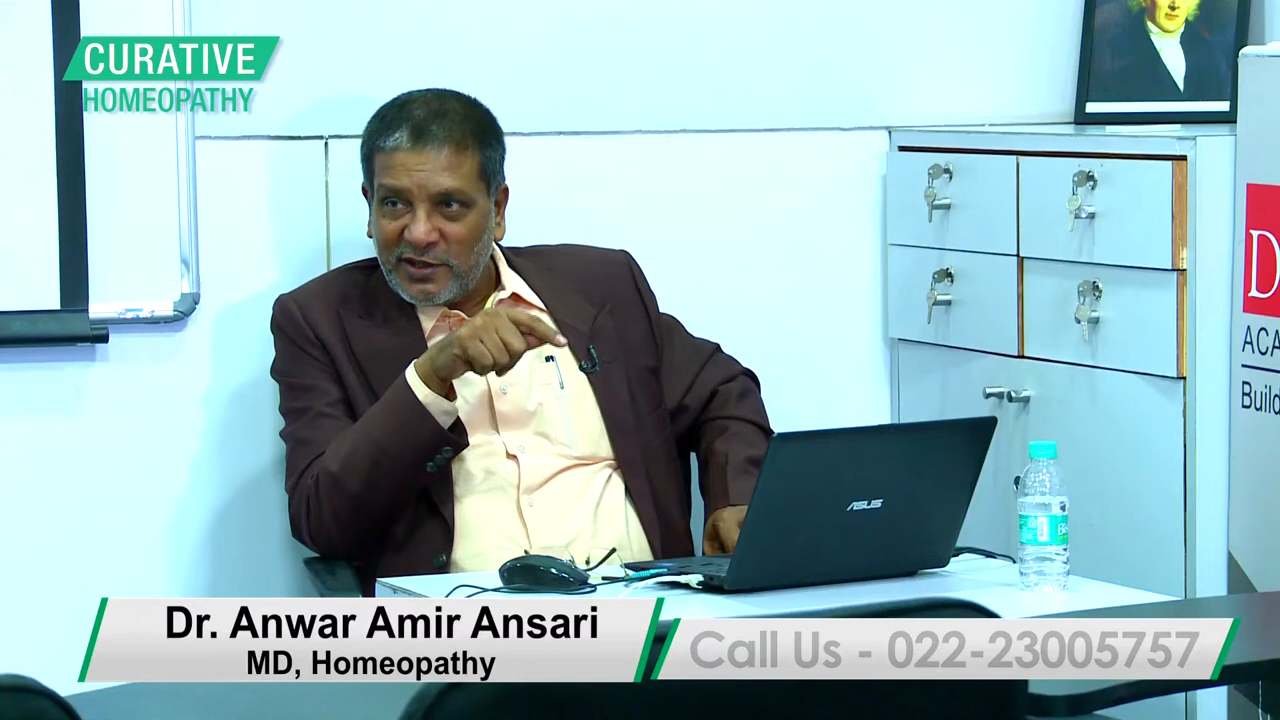 CURATIVE
HOMEOPATHY
D
ACA
Build
ASUS
Dr. Anwar Amir Ansari
MD, Homeopathy
Call Us - 022-23005757